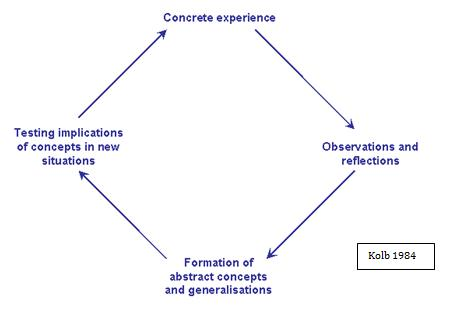 Concrete experience
Testing implications
of concepts in new
situations
Observations and
reflections
Formation of
abstract concepts
and generalisations
Kolb 1984